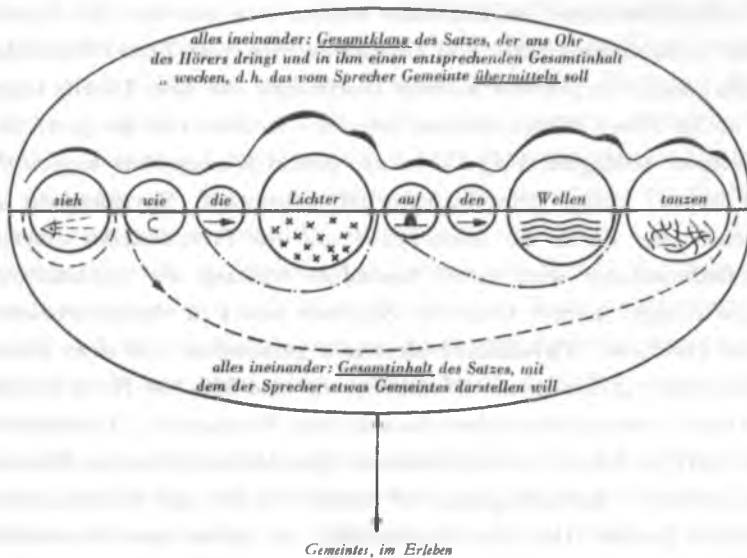 alles ineinander: Gesamtklang des Satzes, der ans Ohr
des Hörers dringt und in ihm einen entsprechenden Gesamtinhalt
„ wecken, d.h. das vom Sprecher Gemeinte übermitteln soll
sieh wie die Lichter auf den Wellen tanzen
alles ineinander: Gesamtinhalt des Satzes, mit
dem der Sprecher etwas Gemeintes darstellen will
Gemeintes, im Erleben